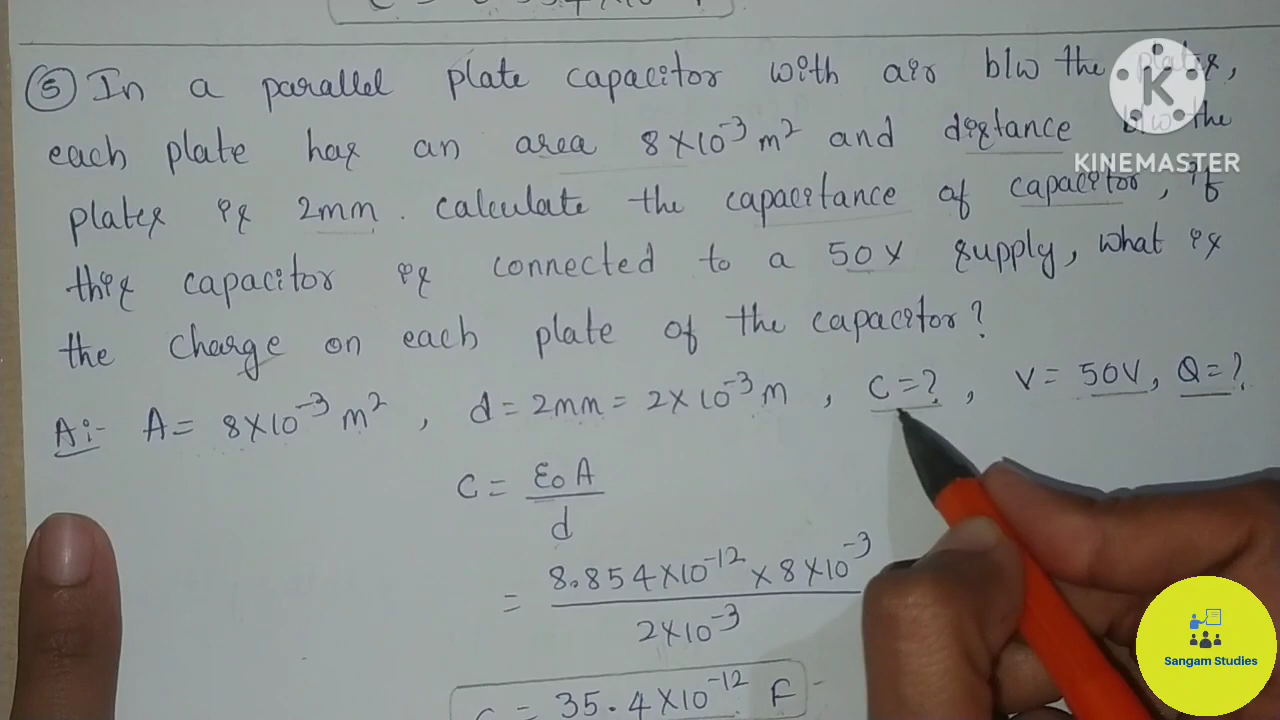 C = 8.854×10
⑤ In a parallel plate capacitor with air b/w the plates,
each plate has an area 8×10⁻³ m² and distance b/w the
plates is 2mm. calculate the capacitance of capacitor, if
this capacitor is connected to a 50V supply, what is
the charge on each plate of the capacitor?
A:- A = 8×10⁻³ m² , d = 2mm = 2×10⁻³ m , C = ? , V = 50V, Q = ?
C = ε₀A / d
= 8.854×10⁻¹² × 8×10⁻³ / 2×10⁻³
C = 35.4×10⁻¹² F
K
KINEMASTER
Sangam Studies